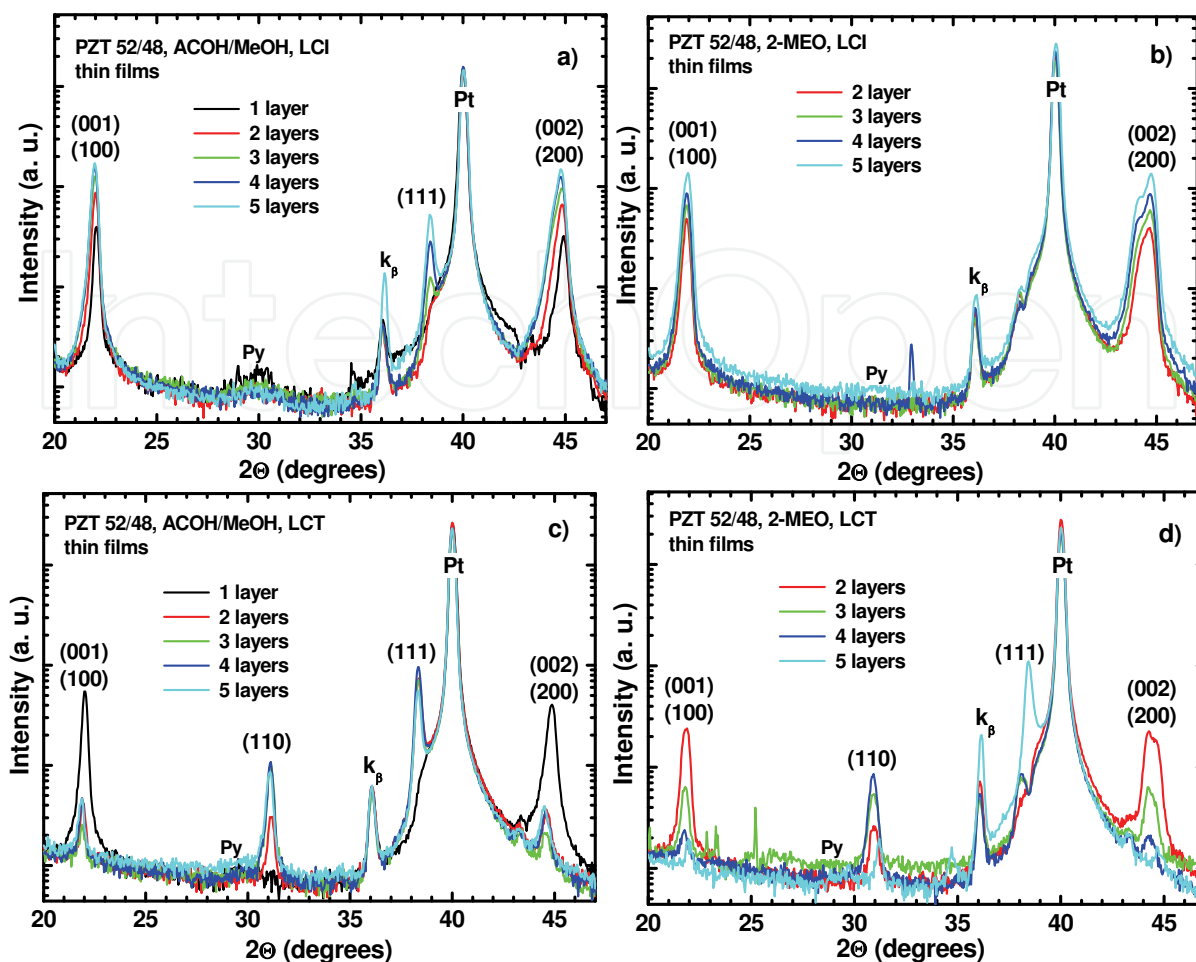 PZT 52/48, ACOH/MeOH, LCI
thin films
a)
1 layer
2 layers
3 layers
4 layers
5 layers
(001)
(100)
Py
kβ
(111)
Pt
(002)
(200)
Intensity (a. u.)
20 25 30 35 40 45
2Θ (degrees)
PZT 52/48, 2-MEO, LCI
thin films
b)
2 layer
3 layers
4 layers
5 layers
(001)
(100)
Py
kβ
Pt
(002)
(200)
Intensity (a. u.)
20 25 30 35 40 45
2Θ (degrees)
PZT 52/48, ACOH/MeOH, LCT
thin films
c)
1 layer
2 layers
3 layers
4 layers
5 layers
(001)
(100)
Py
(110)
kβ
(111)
Pt
(002)
(200)
Intensity (a. u.)
20 25 30 35 40 45
2Θ (degrees)
PZT 52/48, 2-MEO, LCT
thin films
d)
2 layers
3 layers
4 layers
5 layers
(001)
(100)
Py
(110)
kβ
(111)
Pt
(002)
(200)
Intensity (a. u.)
20 25 30 35 40 45
2Θ (degrees)
IntechOpen